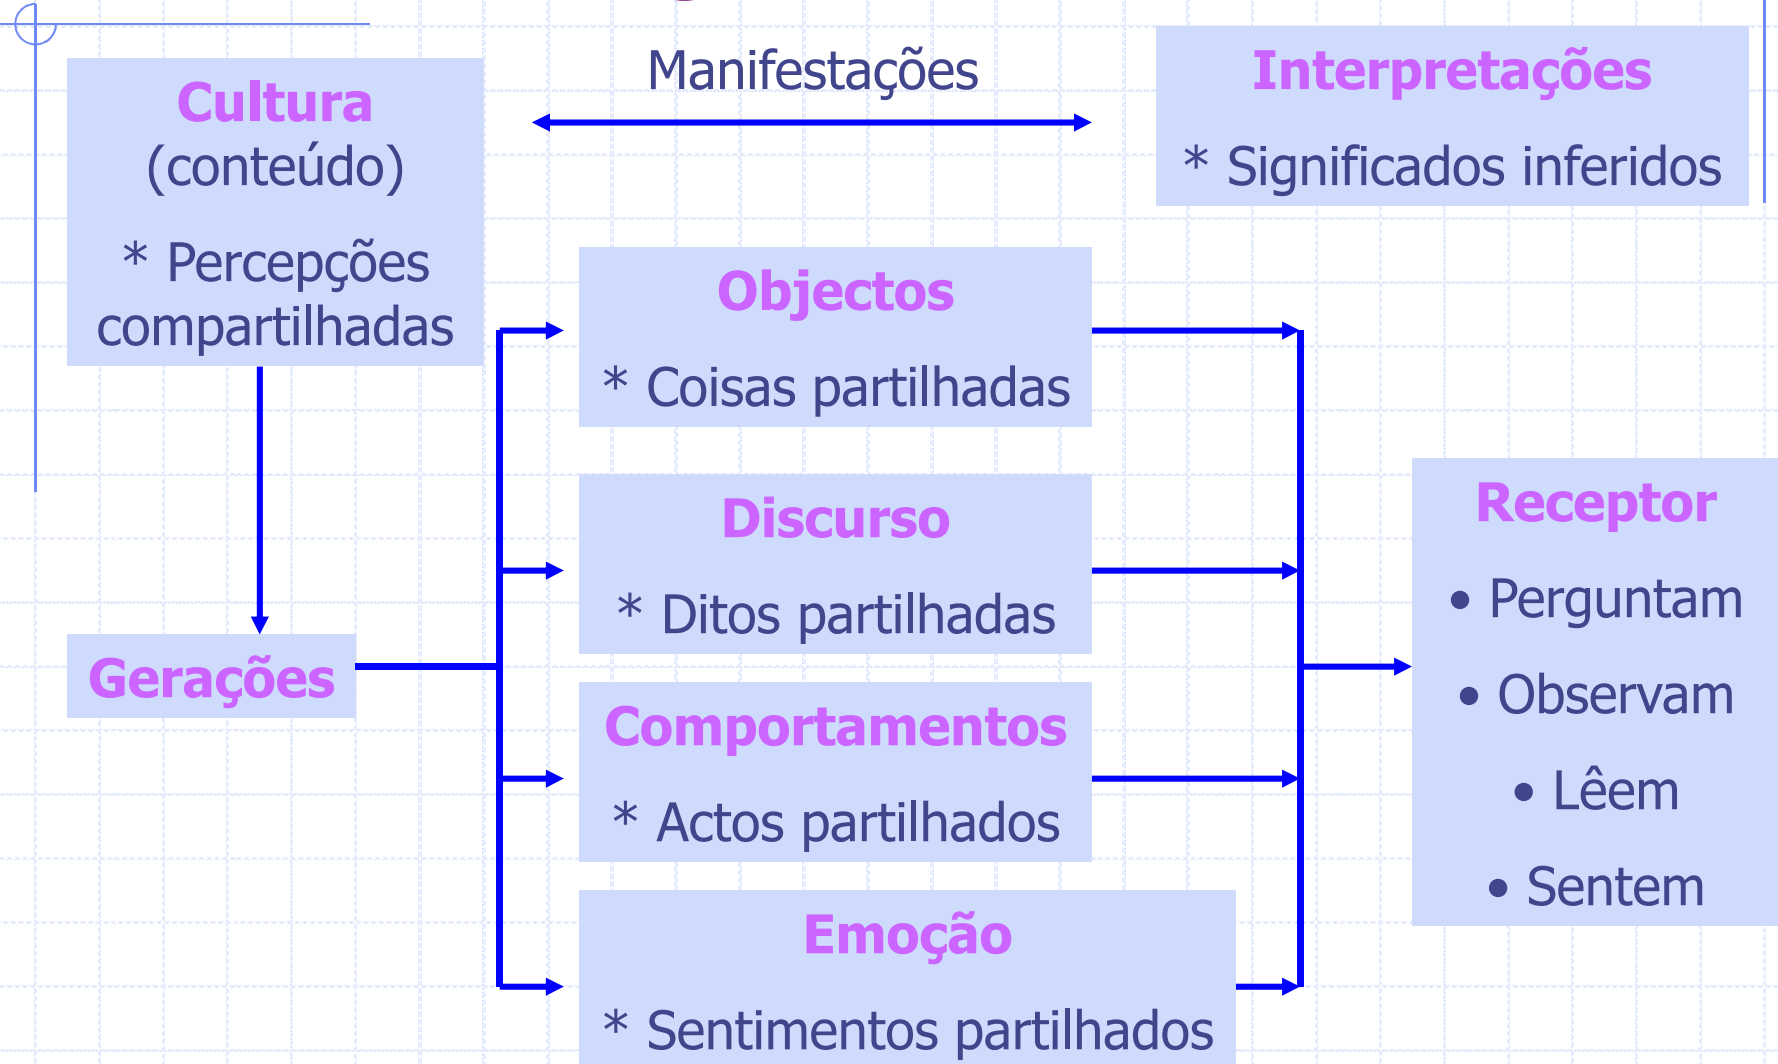 Cultura
(conteúdo)
* Percepções
compartilhadas
Manifestações
Interpretações
* Significados inferidos
Gerações
Objectos
* Coisas partilhadas
Discurso
* Ditos partilhadas
Comportamentos
* Actos partilhados
Emoção
* Sentimentos partilhados
Receptor
• Perguntam
• Observam
• Lêem
• Sentem